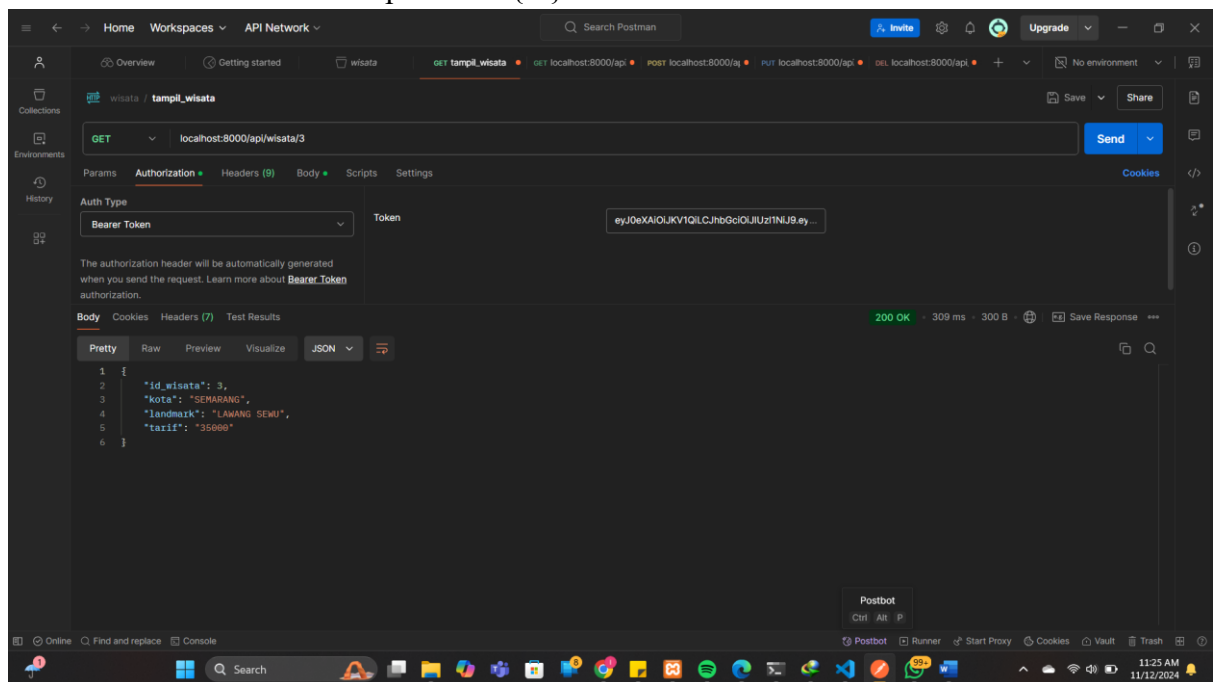 Home Workspaces API Network Search Postman Invite Upgrade
Overview Getting started wisata GET tampil_wisata GET localhost:8000/api POST localhost:8000/a PUT localhost:8000/api DEL localhost:8000/api No environment
HTTP wisata / tampil_wisata Save Share
Collections
GET localhost:8000/api/wisata/3 Send
Environments
Params Authorization Headers (9) Body Scripts Settings Cookies
History
Auth Type
Bearer Token
Token eyJ0eXAiOiJKV1QiLCJhbGciOiJIUzI1NiJ9.ey...
The authorization header will be automatically generated
when you send the request. Learn more about Bearer Token
authorization.
Body Cookies Headers (7) Test Results 200 OK 309 ms 300 B Save Response
Pretty Raw Preview Visualize JSON
1 {
2 "id_wisata": 3,
3 "kota": "SEMARANG",
4 "landmark": "LAWANG SEWU",
5 "tarif": "35000"
6 }
Postbot
Ctrl Alt P
Online Find and replace Console Postbot Runner Start Proxy Cookies Vault Trash
1 Search 8 99+ 11:25 AM
11/12/2024